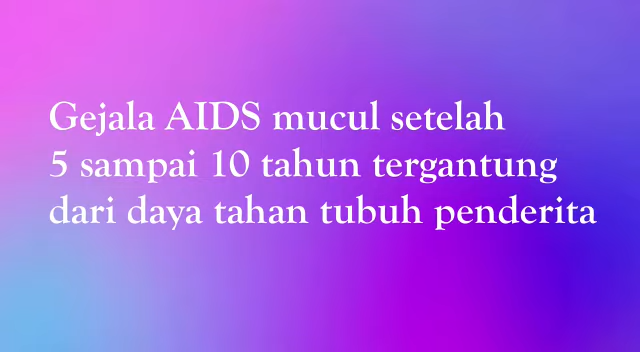 Gejala AIDS mucul setelah
5 sampai 10 tahun tergantung
dari daya tahan tubuh penderita